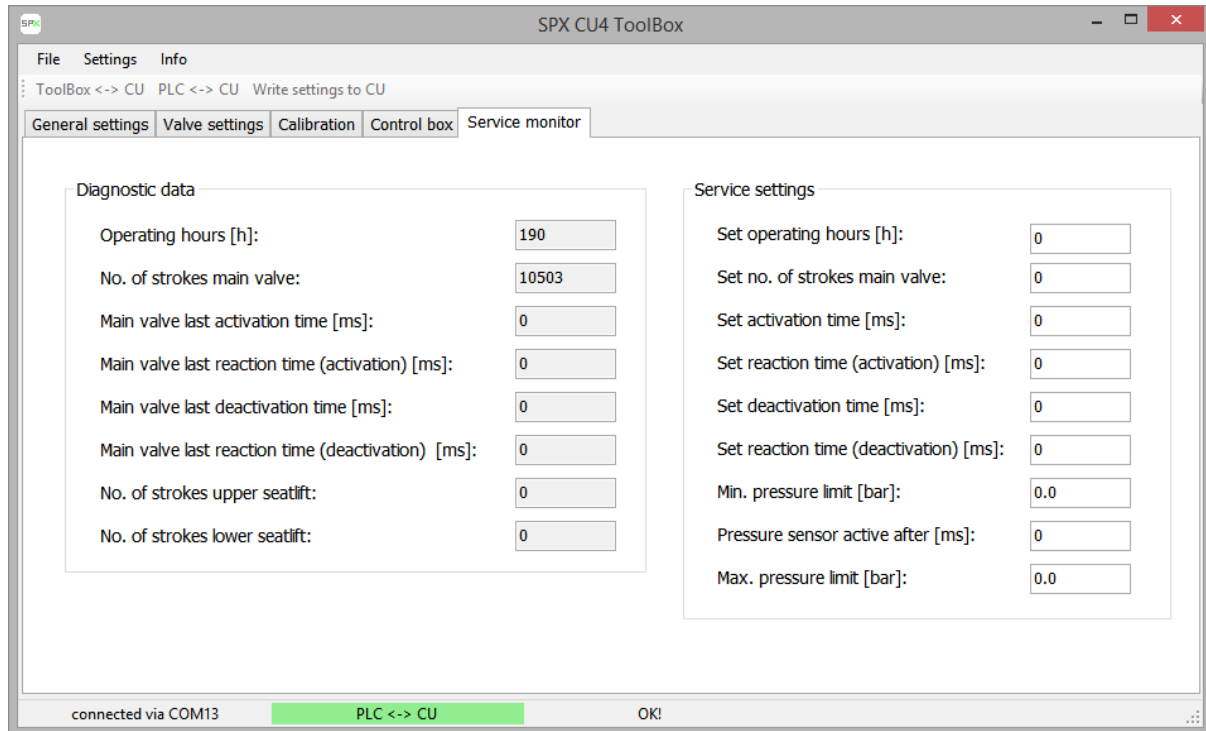 SPX
SPX CU4 ToolBox
File Settings Info
ToolBox <-> CU PLC <-> CU Write settings to CU
General settings Valve settings Calibration Control box Service monitor
Diagnostic data
Operating hours [h]: 190
No. of strokes main valve: 10503
Main valve last activation time [ms]: 0
Main valve last reaction time (activation) [ms]: 0
Main valve last deactivation time [ms]: 0
Main valve last reaction time (deactivation) [ms]: 0
No. of strokes upper seatlift: 0
No. of strokes lower seatlift: 0
Service settings
Set operating hours [h]: 0
Set no. of strokes main valve: 0
Set activation time [ms]: 0
Set reaction time (activation) [ms]: 0
Set deactivation time [ms]: 0
Set reaction time (deactivation) [ms]: 0
Min. pressure limit [bar]: 0.0
Pressure sensor active after [ms]: 0
Max. pressure limit [bar]: 0.0
connected via COM13 PLC <-> CU OK!